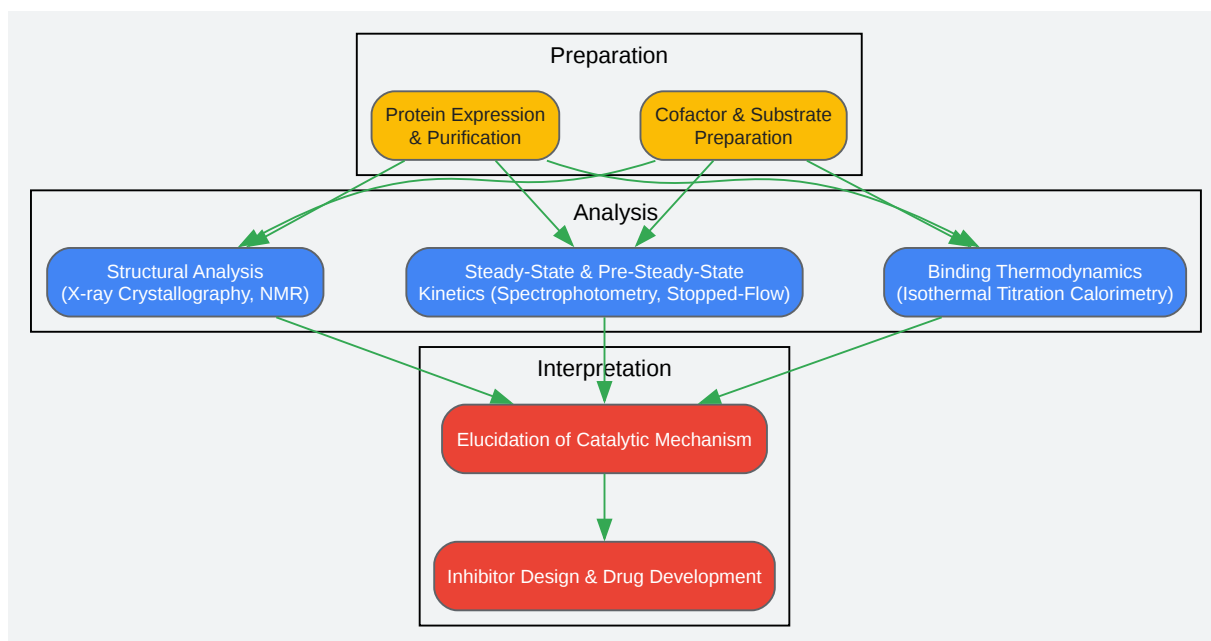 Preparation
Protein Expression
& Purification
Cofactor & Substrate
Preparation
Analysis
Structural Analysis
(X-ray Crystallography, NMR)
Steady-State & Pre-Steady-State
Kinetics (Spectrophotometry, Stopped-Flow)
Binding Thermodynamics
(Isothermal Titration Calorimetry)
Interpretation
Elucidation of Catalytic Mechanism
Inhibitor Design & Drug Development